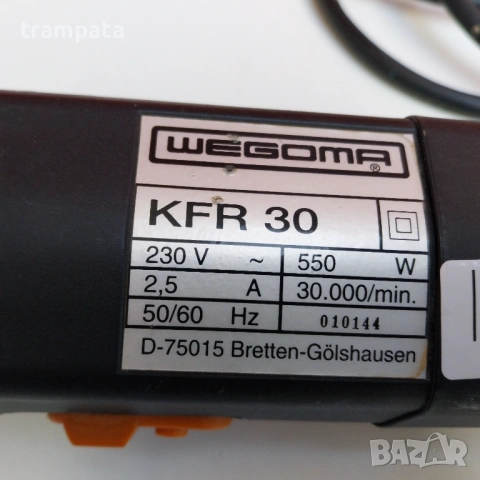 trampata
WEGOMA ®
KFR 30
230 V ~ 550 W
2,5 A 30.000/min.
50/60 Hz 010144
D-75015 Bretten-Gölshausen
BAZAR